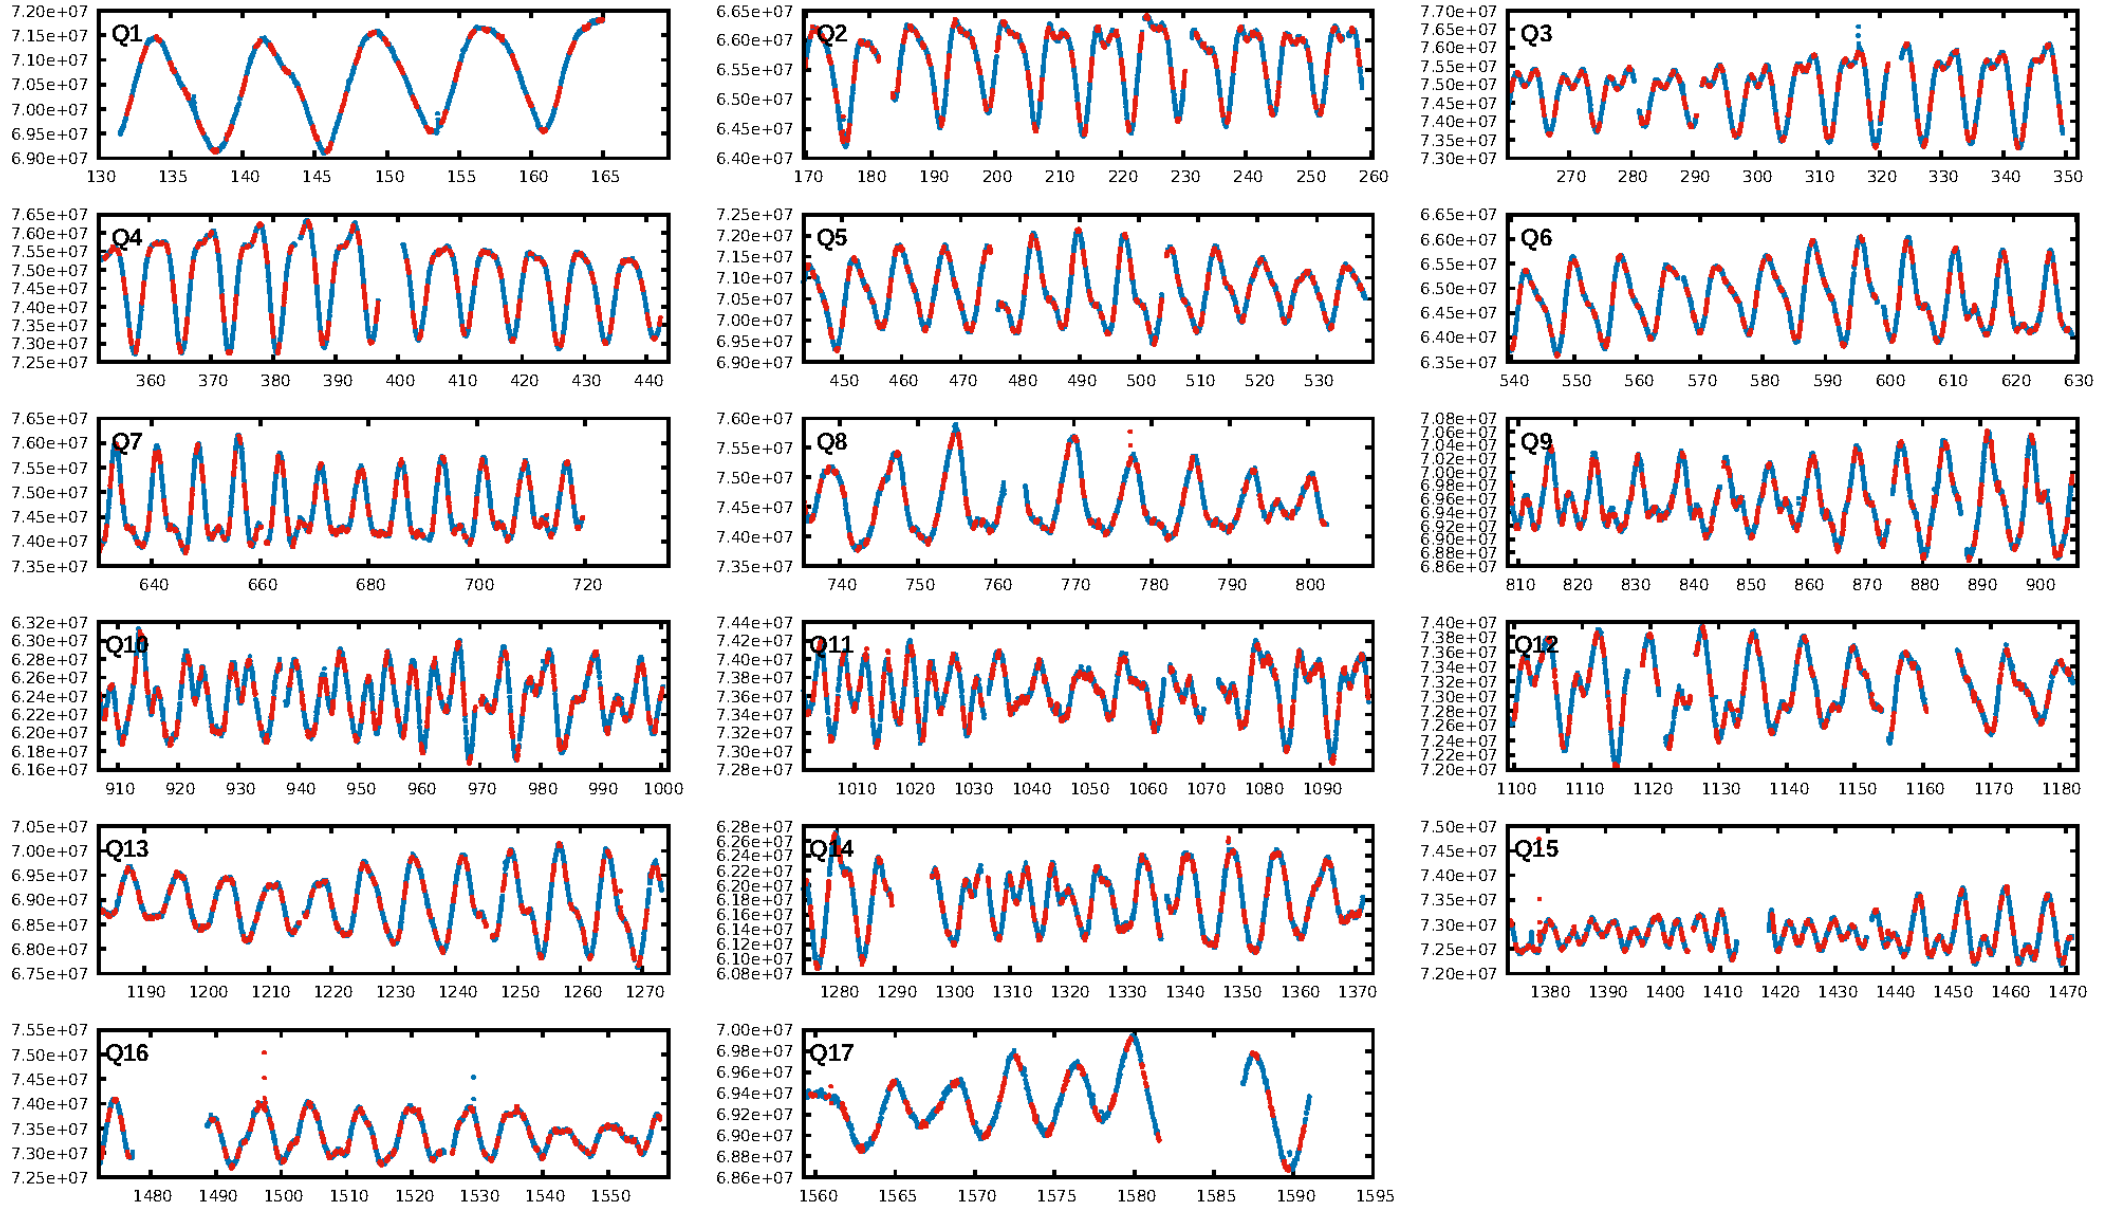 Q1
7.20e+07
7.15e+07
7.10e+07
7.05e+07
7.00e+07
6.95e+07
6.90e+07
130 135 140 145 150 155 160 165
Q2
6.65e+07
6.60e+07
6.55e+07
6.50e+07
6.45e+07
6.40e+07
170 180 190 200 210 220 230 240 250 260
Q3
7.70e+07
7.65e+07
7.60e+07
7.55e+07
7.50e+07
7.45e+07
7.40e+07
7.35e+07
7.30e+07
270 280 290 300 310 320 330 340 350
Q4
7.65e+07
7.60e+07
7.55e+07
7.50e+07
7.45e+07
7.40e+07
7.35e+07
7.30e+07
7.25e+07
360 370 380 390 400 410 420 430 440
Q5
7.25e+07
7.20e+07
7.15e+07
7.10e+07
7.05e+07
7.00e+07
6.95e+07
6.90e+07
450 460 470 480 490 500 510 520 530
Q6
6.65e+07
6.60e+07
6.55e+07
6.50e+07
6.45e+07
6.40e+07
6.35e+07
540 550 560 570 580 590 600 610 620 630
Q7
7.65e+07
7.60e+07
7.55e+07
7.50e+07
7.45e+07
7.40e+07
7.35e+07
640 660 680 700 720
Q8
7.60e+07
7.55e+07
7.50e+07
7.45e+07
7.40e+07
7.35e+07
740 750 760 770 780 790 800
Q9
7.08e+07
7.06e+07
7.04e+07
7.02e+07
7.00e+07
6.98e+07
6.96e+07
6.94e+07
6.92e+07
6.90e+07
6.88e+07
6.86e+07
810 820 830 840 850 860 870 880 890 900
Q10
6.32e+07
6.30e+07
6.28e+07
6.26e+07
6.24e+07
6.22e+07
6.20e+07
6.18e+07
6.16e+07
910 920 930 940 950 960 970 980 990 1000
Q11
7.44e+07
7.42e+07
7.40e+07
7.38e+07
7.36e+07
7.34e+07
7.32e+07
7.30e+07
7.28e+07
1010 1020 1030 1040 1050 1060 1070 1080 1090
Q12
7.40e+07
7.38e+07
7.36e+07
7.34e+07
7.32e+07
7.30e+07
7.28e+07
7.26e+07
7.24e+07
7.22e+07
7.20e+07
1100 1110 1120 1130 1140 1150 1160 1170 1180
Q13
7.05e+07
7.00e+07
6.95e+07
6.90e+07
6.85e+07
6.80e+07
6.75e+07
1190 1200 1210 1220 1230 1240 1250 1260 1270
Q14
6.28e+07
6.26e+07
6.24e+07
6.22e+07
6.20e+07
6.18e+07
6.16e+07
6.14e+07
6.12e+07
6.10e+07
6.08e+07
1280 1290 1300 1310 1320 1330 1340 1350 1360 1370
Q15
7.50e+07
7.45e+07
7.40e+07
7.35e+07
7.30e+07
7.25e+07
7.20e+07
1380 1390 1400 1410 1420 1430 1440 1450 1460 1470
Q16
7.55e+07
7.50e+07
7.45e+07
7.40e+07
7.35e+07
7.30e+07
7.25e+07
1480 1490 1500 1510 1520 1530 1540 1550
Q17
7.00e+07
6.98e+07
6.96e+07
6.94e+07
6.92e+07
6.90e+07
6.88e+07
6.86e+07
1560 1565 1570 1575 1580 1585 1590 1595